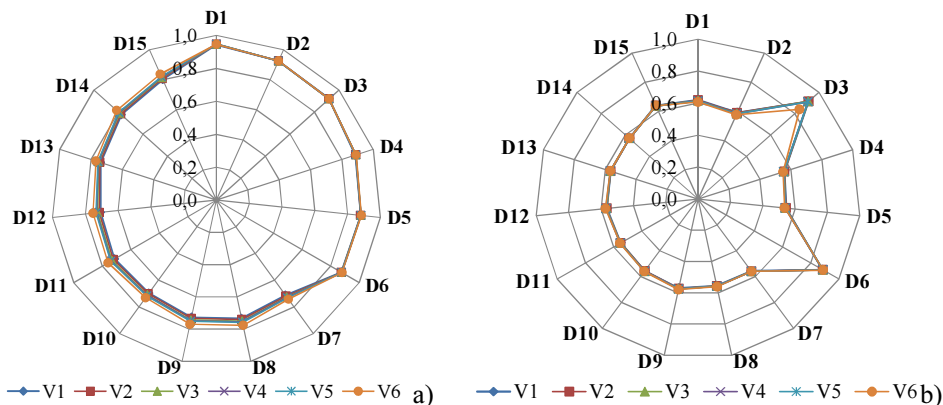 D1
D2
D3
D4
D5
D6
D7
D8
D9
D10
D11
D12
D13
D14
D15
1,0
0,8
0,6
0,4
0,2
0,0
V1 V2 V3 V4 V5 V6 a)
D1
D2
D3
D4
D5
D6
D7
D8
D9
D10
D11
D12
D13
D14
D15
1,0
0,8
0,6
0,4
0,2
0,0
V1 V2 V3 V4 V5 V6 b)